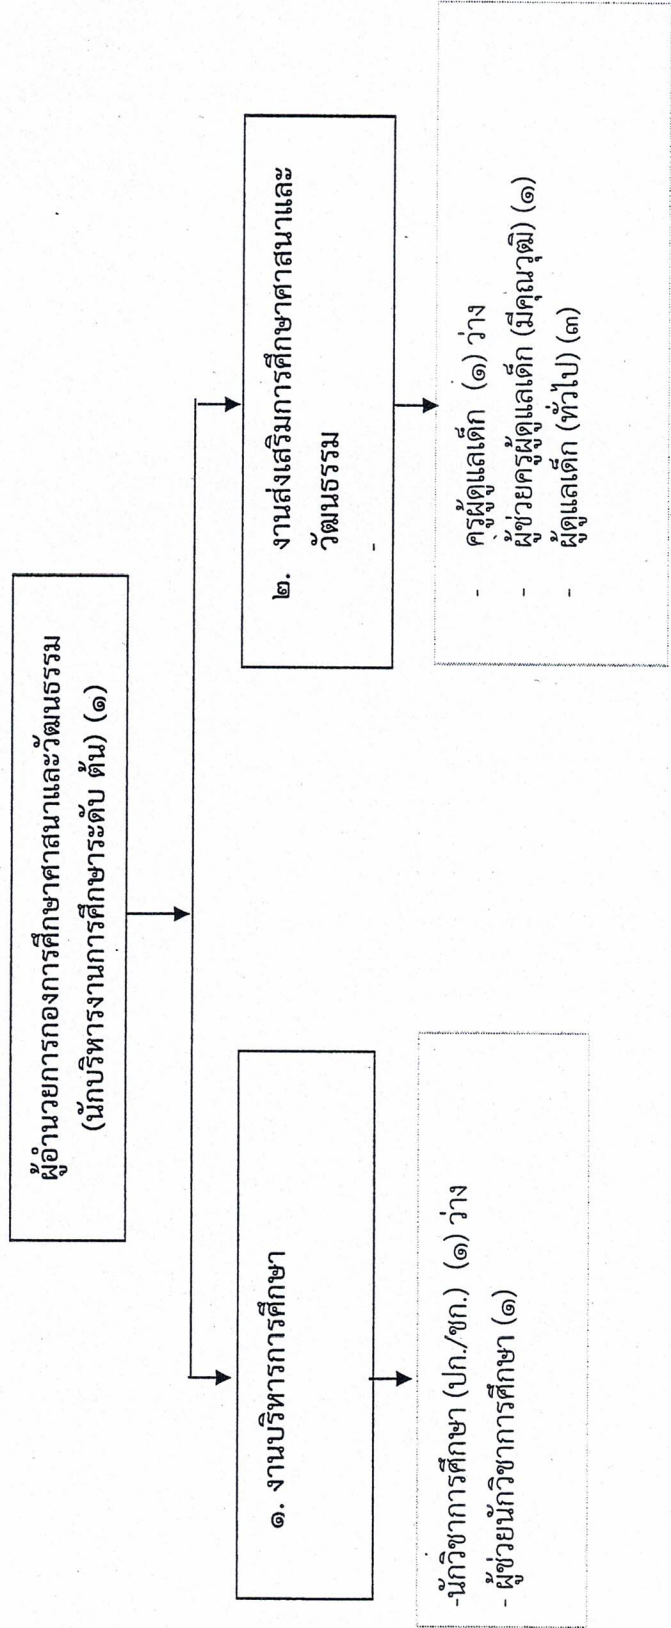 ผู้อำนวยการกองการศึกษาศาสนาและวัฒนธรรม
(นักบริหารงานการศึกษาระดับ ต้น) (๑)
๑. งานบริหารการศึกษา
-นักวิชาการศึกษา (ปก./ชก.) (๑) ว่าง
- ผู้ช่วยนักวิชาการศึกษา (๑)
๒. งานส่งเสริมการศึกษาศาสนาและ
วัฒนธรรม
-
- ครูผู้ดูแลเด็ก (๑) ว่าง
- ผู้ช่วยครูผู้ดูแลเด็ก (มีคุณวุฒิ) (๑)
- ผู้ดูแลเด็ก (ทั่วไป) (๓)